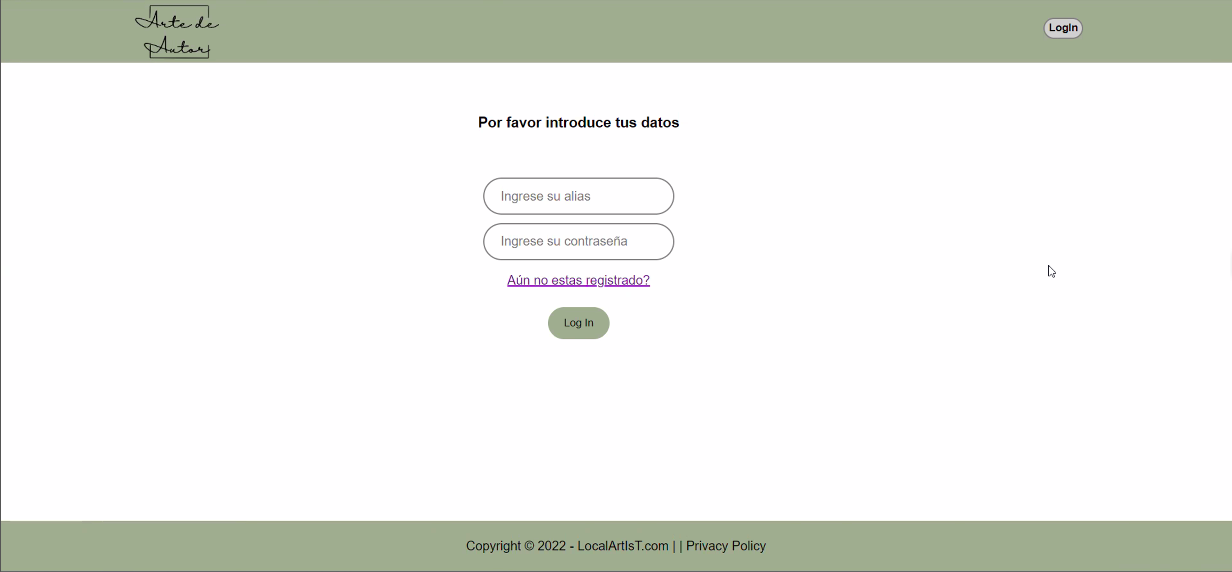 Arte de
Autor
LogIn
Por favor introduce tus datos
Ingrese su alias
Ingrese su contraseña
Aún no estas registrado?
Log In
Copyright © 2022 - LocalArtIsT.com | | Privacy Policy